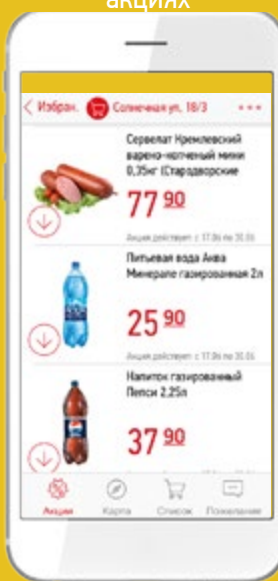 акциях
Избран.
Солнечная ул, 18/3
Сервелат Кремлевский
варено-копченый мини
0,35кг (Стародворские
77 90
Акция действует с 17.06 по 30.06
Питьевая вода Аква
Минерале газированная 2л
25 90
Акция действует с 17.06 по 30.06
Напиток газированный
Пепси 2,25л
37 90
Акции Карта Список Пожелания